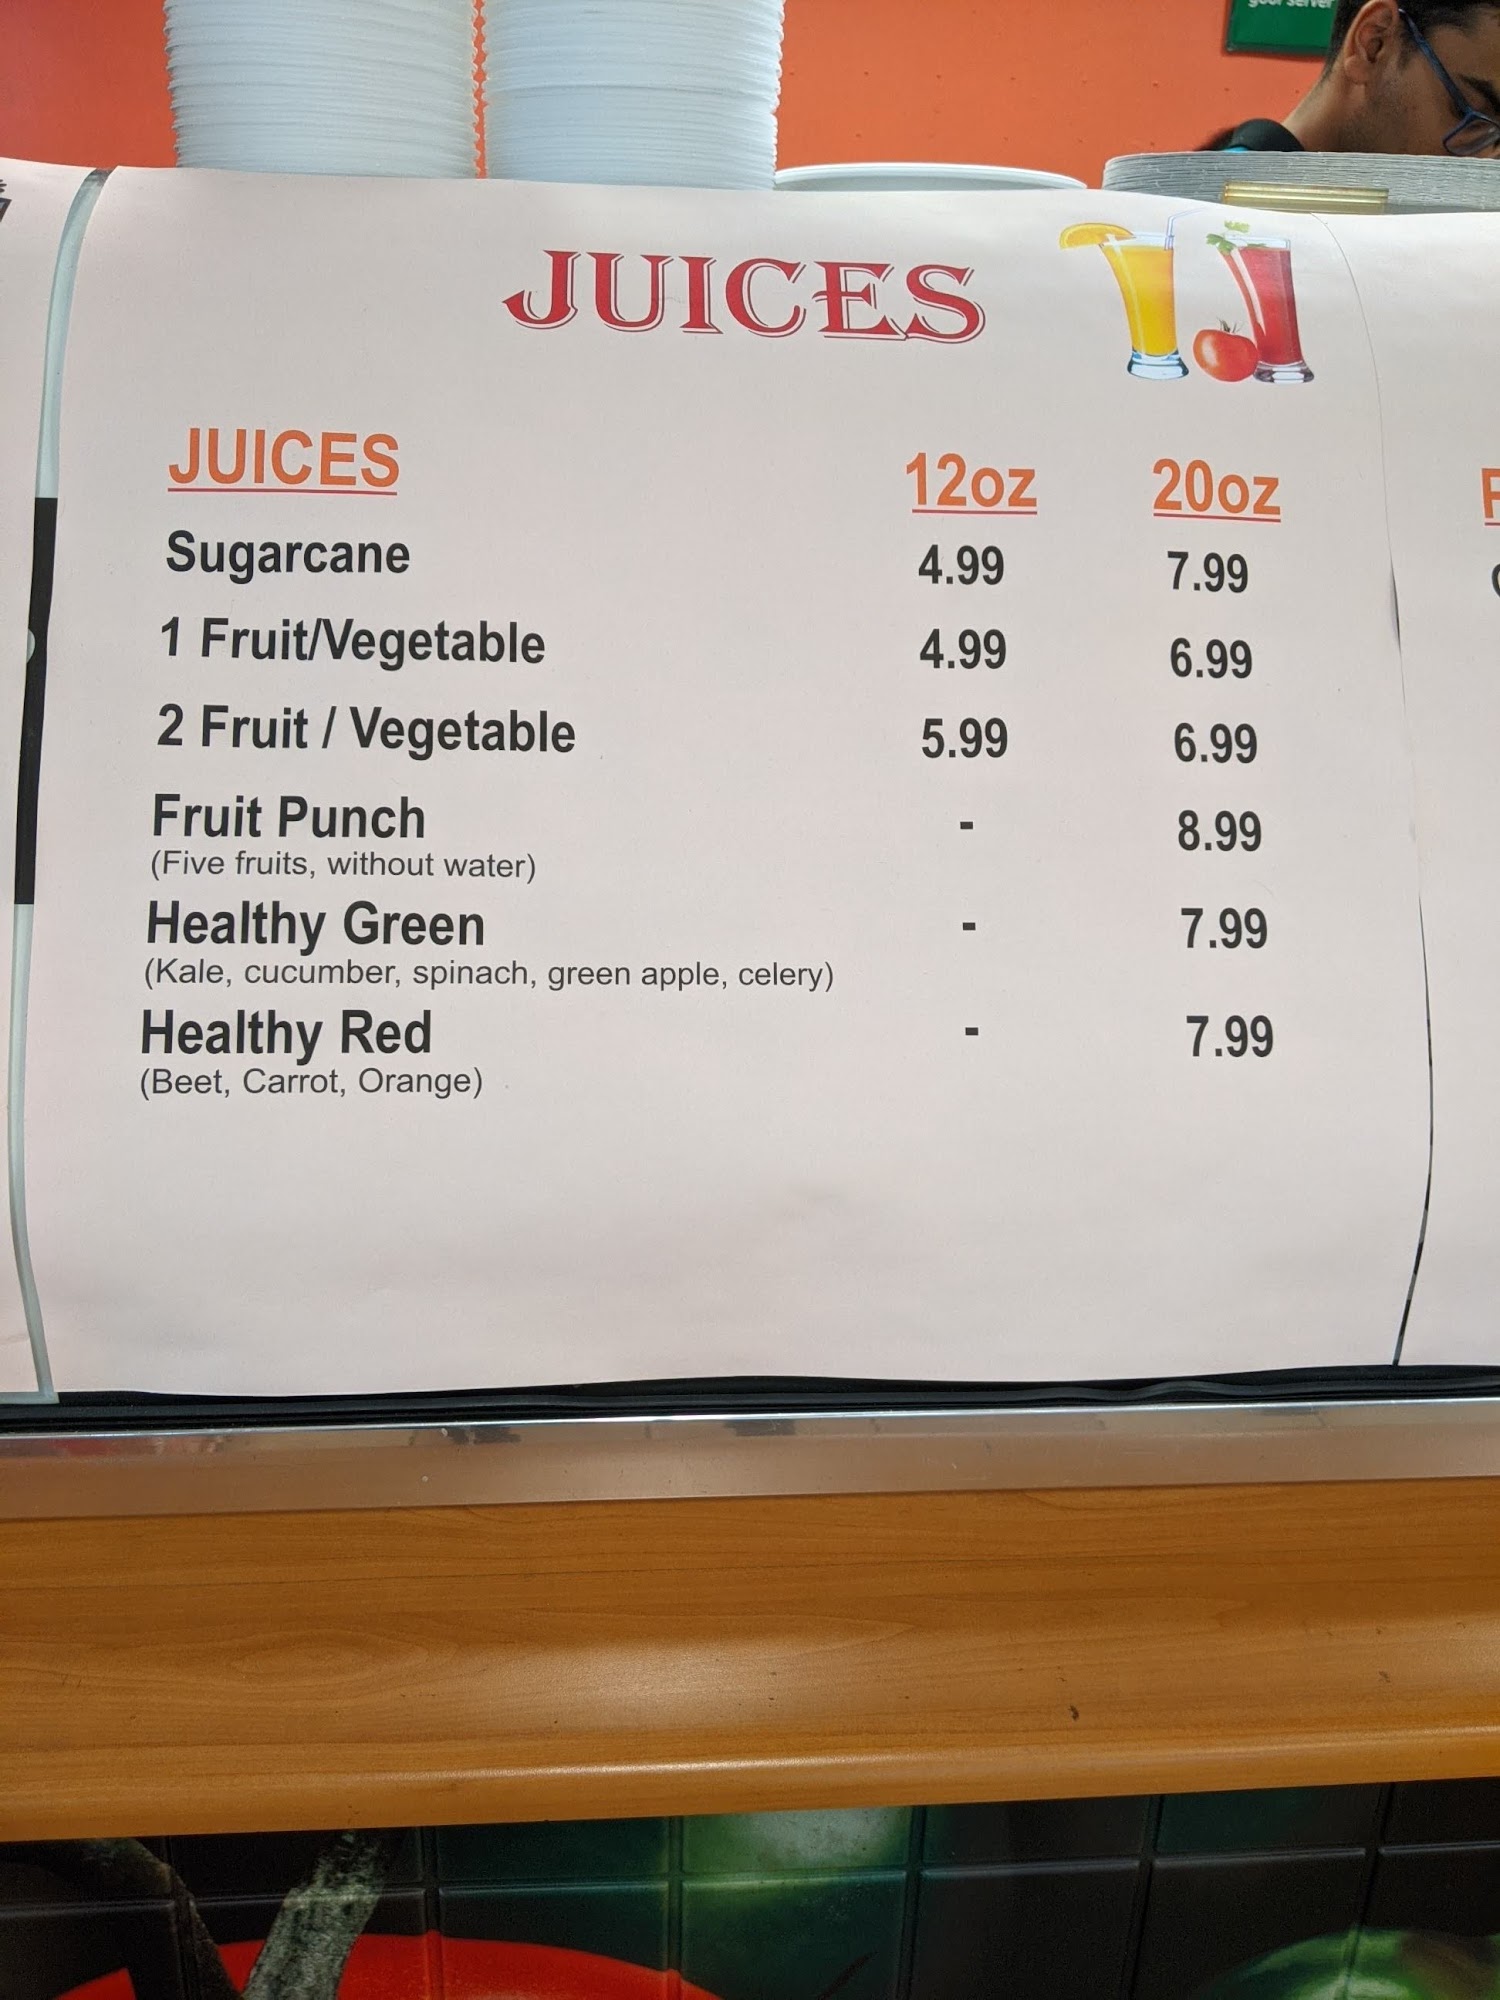 your server
JUICES
JUICES 12oz 20oz
Sugarcane 4.99 7.99
1 Fruit/Vegetable 4.99 6.99
2 Fruit / Vegetable 5.99 6.99
Fruit Punch - 8.99
(Five fruits, without water)
Healthy Green - 7.99
(Kale, cucumber, spinach, green apple, celery)
Healthy Red - 7.99
(Beet, Carrot, Orange)